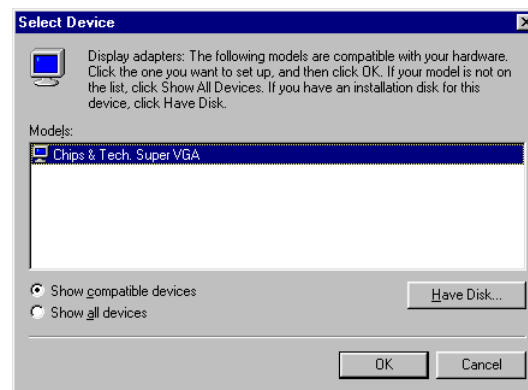 Select Device
Display adapters: The following models are compatible with your hardware.
Click the one you want to set up, and then click OK. If your model is not on
the list, click Show All Devices. If you have an installation disk for this
device, click Have Disk.
Models:
Chips & Tech. Super VGA
Show compatible devices
Have Disk...
Show all devices
OK
Cancel